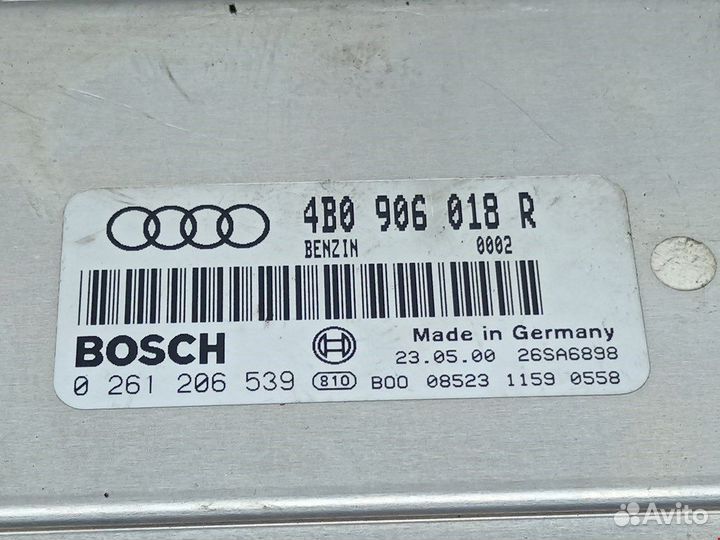 4B0 906 018 R
BENZIN 0002
BOSCH
Made in Germany
23.05.00 26SA6898
0 261 206 539 810 B00 08523 1159 0558
Avito